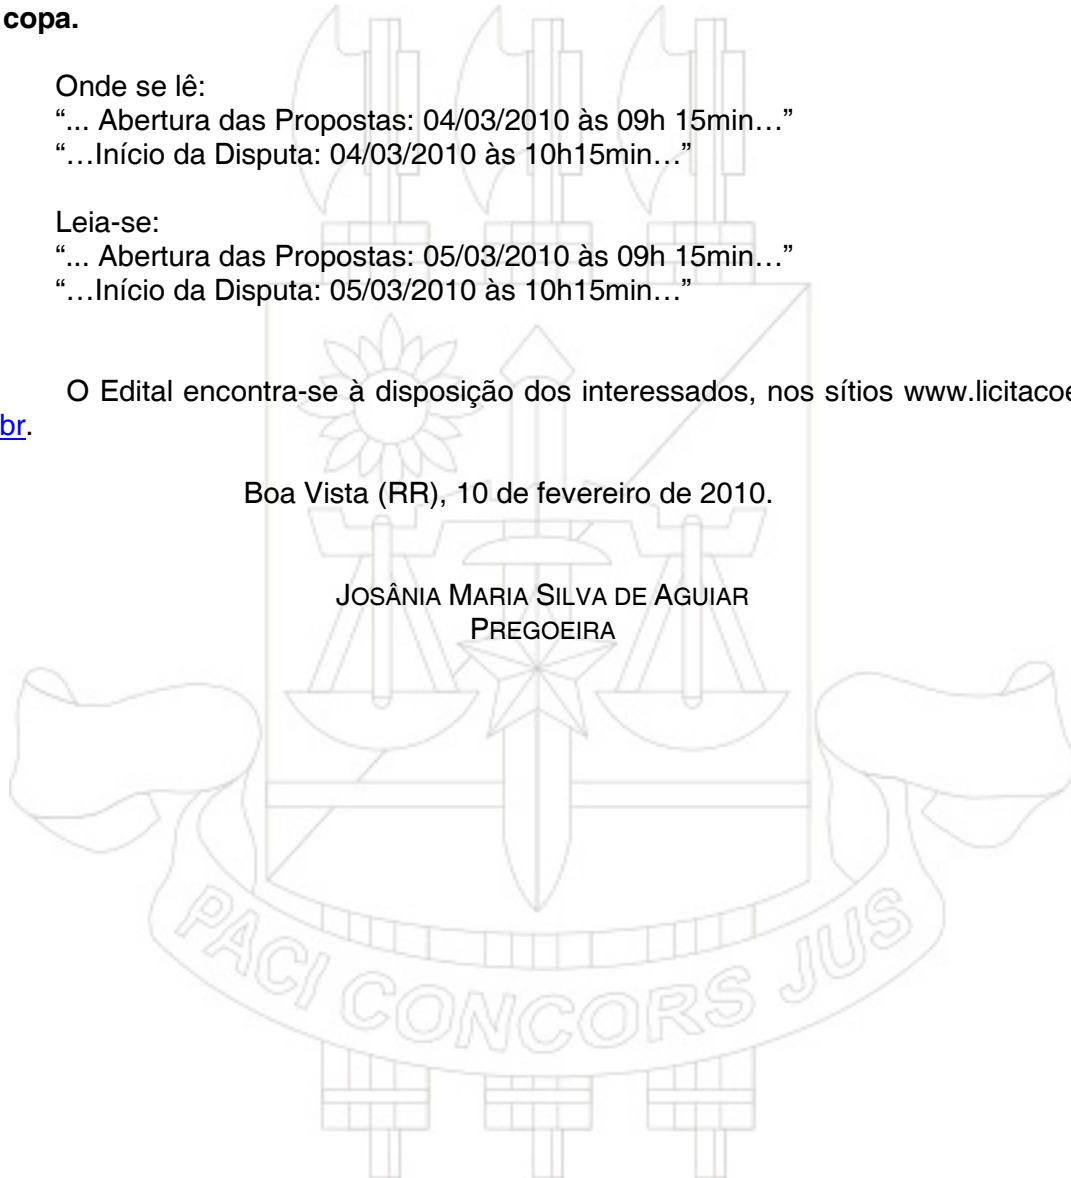 copa.
Onde se lê:
“... Abertura das Propostas: 04/03/2010 às 09h 15min…”
“…Início da Disputa: 04/03/2010 às 10h15min…”
Leia-se:
“... Abertura das Propostas: 05/03/2010 às 09h 15min…”
“…Início da Disputa: 05/03/2010 às 10h15min…”
O Edital encontra-se à disposição dos interessados, nos sítios www.licitacoe
br.
Boa Vista (RR), 10 de fevereiro de 2010.
JOSÂNIA MARIA SILVA DE AGUIAR
PREGOEIRA
PACI CONCORS JUS